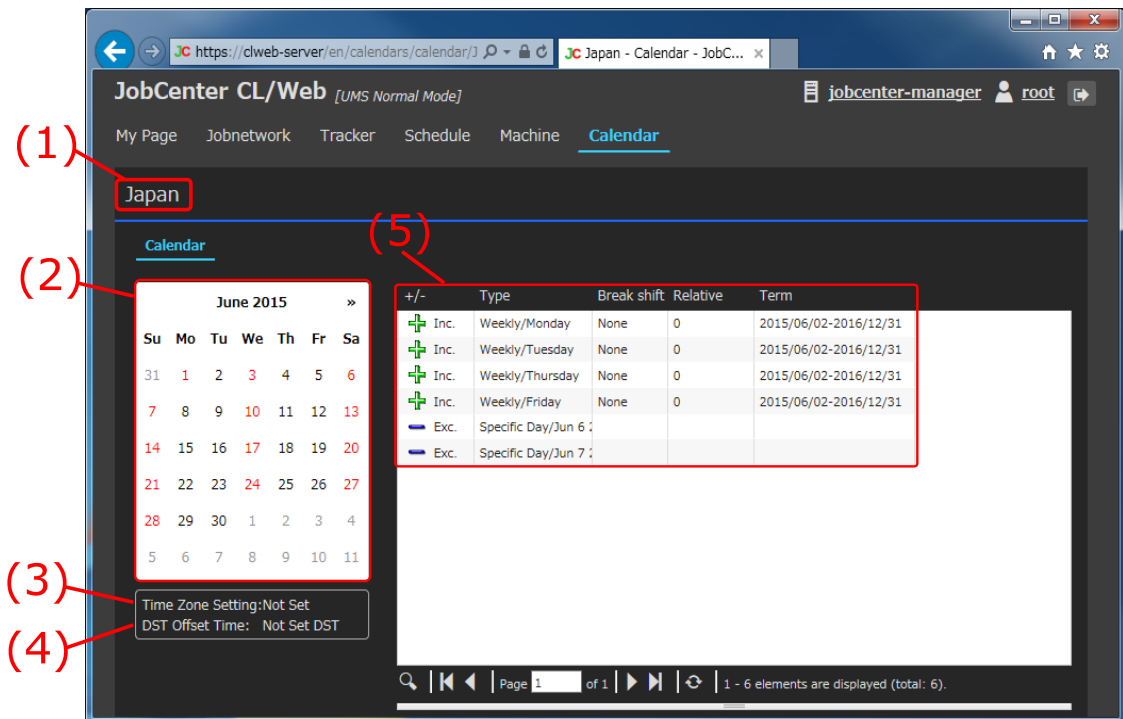 https://clweb-server/en/calendars/calendar/J
JC Japan - Calendar - JobC...
JobCenter CL/Web [UMS Normal Mode]
jobcenter-manager root
My Page Jobnetwork Tracker Schedule Machine Calendar
(1)
Japan
(5)
Calendar
(2)
June 2015 »
Su Mo Tu We Th Fr Sa
31 1 2 3 4 5 6
7 8 9 10 11 12 13
14 15 16 17 18 19 20
21 22 23 24 25 26 27
28 29 30 1 2 3 4
5 6 7 8 9 10 11
+/- Type Break shift Relative Term
Inc. Weekly/Monday None 0 2015/06/02-2016/12/31
Inc. Weekly/Tuesday None 0 2015/06/02-2016/12/31
Inc. Weekly/Thursday None 0 2015/06/02-2016/12/31
Inc. Weekly/Friday None 0 2015/06/02-2016/12/31
Exc. Specific Day/Jun 6
Exc. Specific Day/Jun 7
(3)
Time Zone Setting:Not Set
DST Offset Time: Not Set DST
(4)
Page 1 of 1 1 - 6 elements are displayed (total: 6).